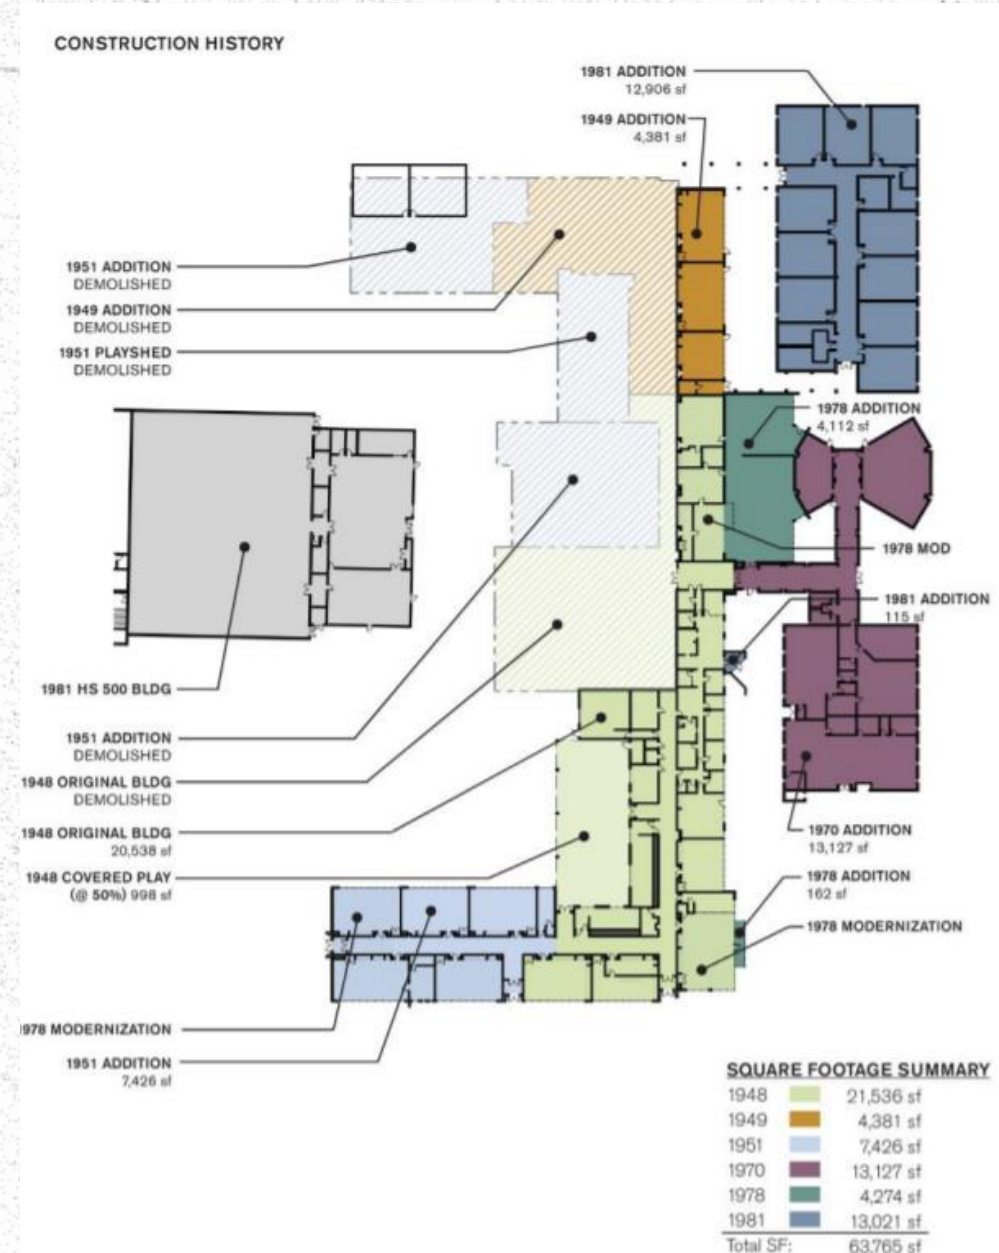 CONSTRUCTION HISTORY
1981 ADDITION
12,906 sf
1949 ADDITION
4,381 sf
1951 ADDITION
DEMOLISHED
1949 ADDITION
DEMOLISHED
1951 PLAYSHED
DEMOLISHED
1978 ADDITION
4,112 sf
1978 MOD
1981 ADDITION
115 sf
1981 HS 500 BLDG
1951 ADDITION
DEMOLISHED
1948 ORIGINAL BLDG
DEMOLISHED
1948 ORIGINAL BLDG
20,538 sf
1948 COVERED PLAY
(@ 50%) 998 sf
1970 ADDITION
13,127 sf
1978 ADDITION
162 sf
1978 MODERNIZATION
978 MODERNIZATION
1951 ADDITION
7,426 sf
SQUARE FOOTAGE SUMMARY
1948 21,536 sf
1949 4,381 sf
1951 7,426 sf
1970 13,127 sf
1978 4,274 sf
1981 13,021 sf
Total SF: 63,765 sf